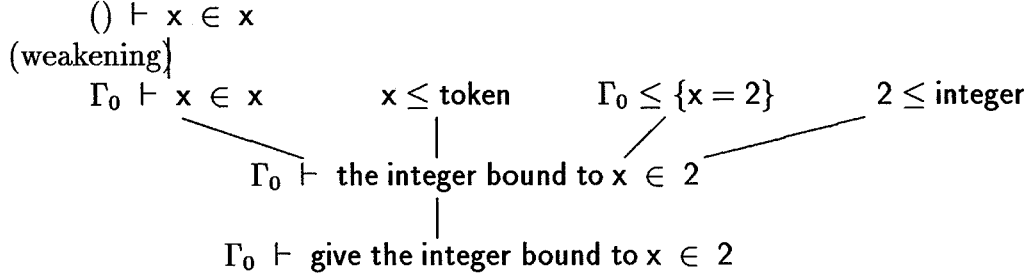 () ⊢ x ∈ x
(weakening)
Γ₀ ⊢ x ∈ x x ≤ token Γ₀ ≤ {x = 2} 2 ≤ integer
Γ₀ ⊢ the integer bound to x ∈ 2
Γ₀ ⊢ give the integer bound to x ∈ 2